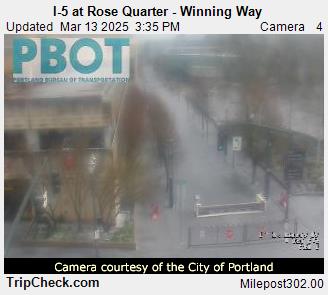 I-5 at Rose Quarter - Winning Way
Updated Mar 13 2025 3:35 PM Camera 4
PBOT
PORTLAND BUREAU OF TRANSPORTATION
Camera courtesy of the City of Portland
TripCheck.com Milepost302.00